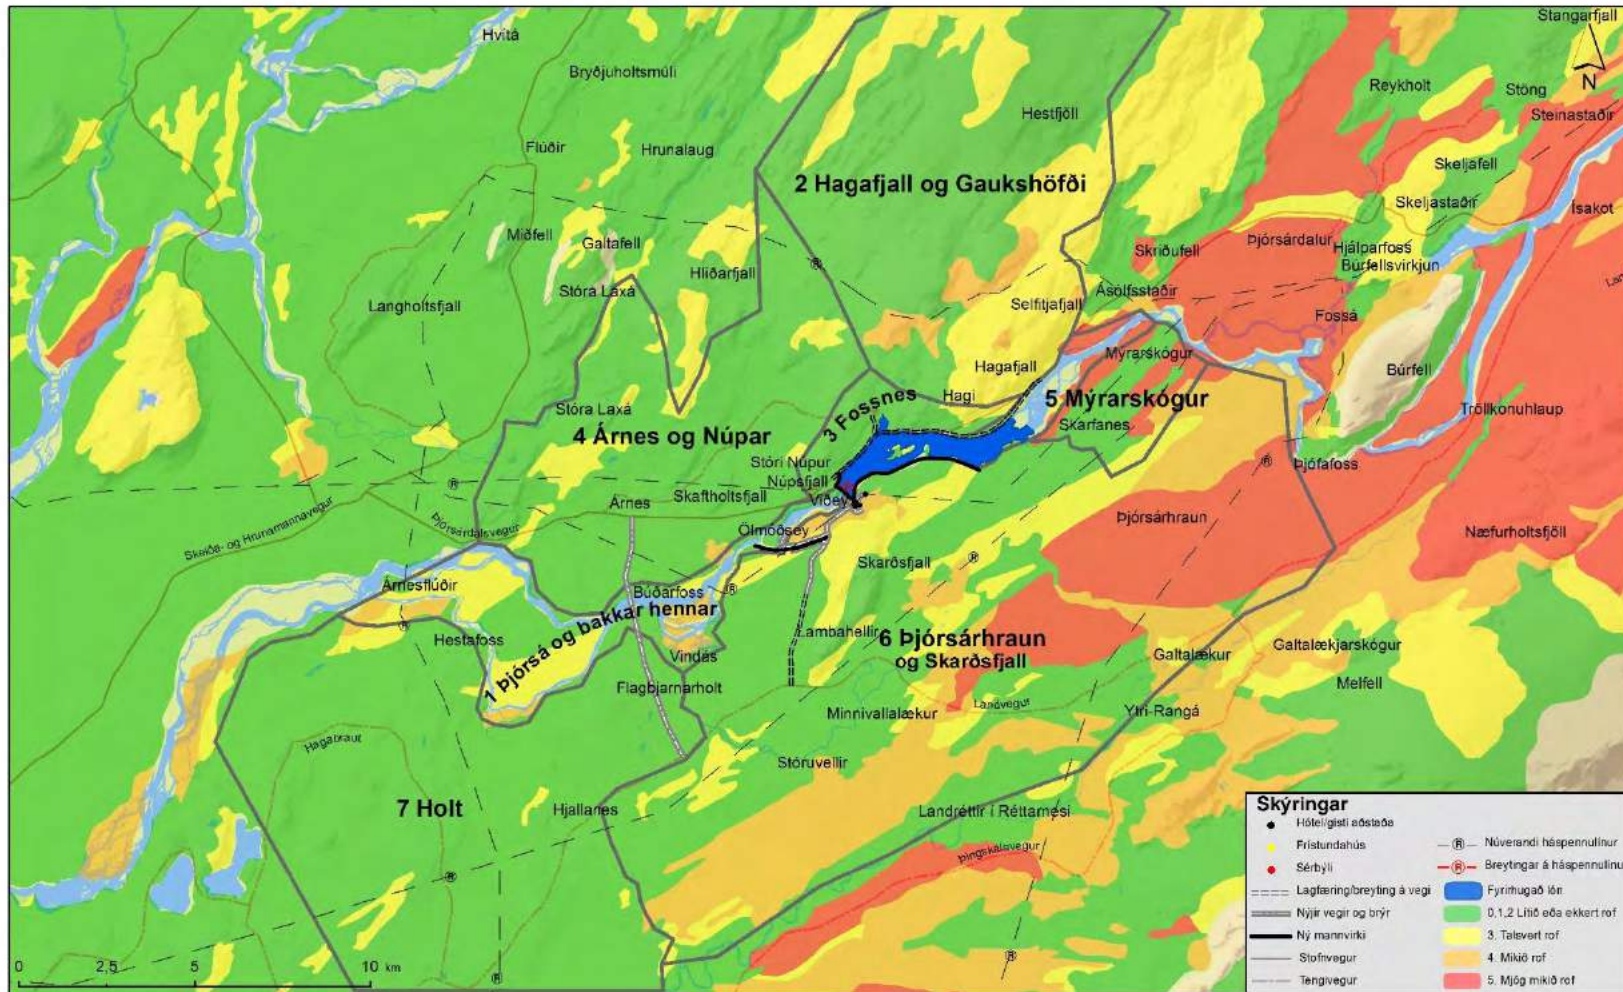 Stangarfjall
N
Hvítá
Bryðjuholtsmúli
Reykholt
Stöng
Steinastaðir
Hestfjöll
Flúðir
Hrunalaug
Skeljafell
2 Hagafjall og Gaukshöfði
Skeljastaðir
Ísakot
Miðfell
Galtafell
Skriðufell
Þjórsárdalur
Hjálparfoss
Búrfellsvirkjun
Hlíðarfjall
Stóra Laxá
Langholtsfjall
Ásólfsstaðir
Selfitjafjall
Fossá
Mýrarskógur
Hagafjall
Búrfell
Hagi
5 Mýrarskógur
3 Fossnes
Stóra Laxá
4 Árnes og Núpar
Skarfanes
Tröllkonuhlaup
Stóri Núpur
Þjófafoss
Núpsfjall
Skaftholtsfjall
Árnes
Viðey
Þjórsárdalsvegur
Skeiða- og Hrunamannavegur
Ölmóðsey
Þjórsárhraun
Næfurholtsfjöll
Skarðsfjall
Árnesflúðir
Búðarfoss
1 Þjórsá og bakkar hennar
Hestafoss
Lambahellir
6 Þjórsárhraun
og Skarðsfjall
Vindás
Galtalækur
Galtalækjarskógur
Flagbjarnarholt
Melfell
Minnivallalækur
Landvegur
Ytri-Rangá
Hagabraut
Stóruvellir
7 Holt
Hjallanes
Landréttir í Réttarnesi
Þingskálavegur
Skýringar
Hótel/gisti aðstaða
Frístundahús
Sérbýli
Lagfæring/breyting á vegi
Nýjir vegir og brýr
Ný mannvirki
Stofnvegur
Tengivegur
Núverandi háspennulínur
Breytingar á háspennulínu
Fyrirhugað lón
0,1,2 Lítið eða ekkert rof
3. Talsvert rof
4. Mikið rof
5. Mjög mikið rof
0 2,5 5 10 km